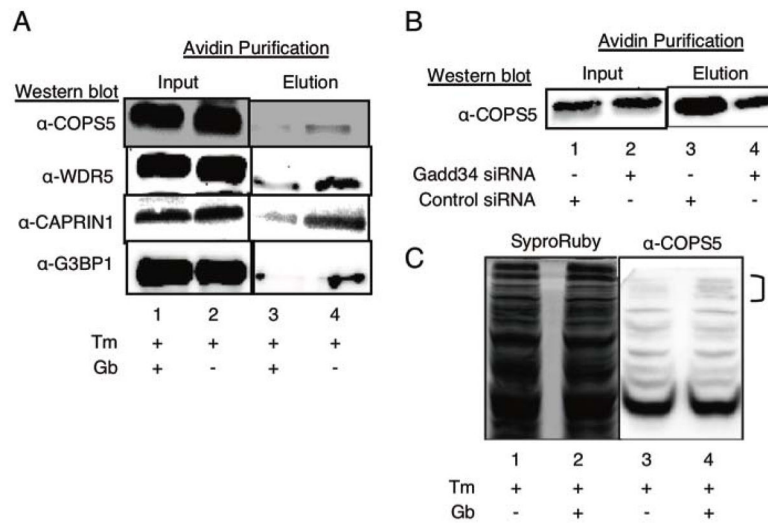 A
Avidin Purification
Western blot Input Elution
α-COPS5
α-WDR5
α-CAPRIN1
α-G3BP1
1 2 3 4
Tm + + + +
Gb + - + -
B
Avidin Purification
Western blot Input Elution
α-COPS5
1 2 3 4
Gadd34 siRNA - + - +
Control siRNA + - + -
C
SyproRuby α-COPS5
1 2 3 4
Tm + + + +
Gb - + - +